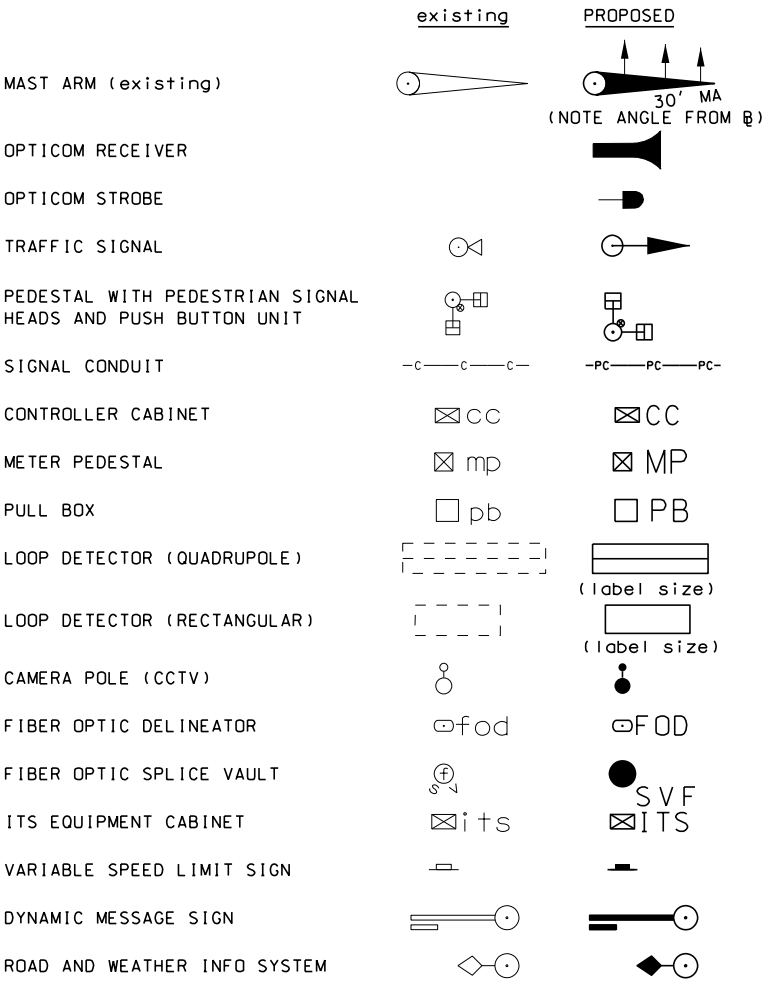 existing PROPOSED
MAST ARM (existing)
30' MA
(NOTE ANGLE FROM BL)
OPTICOM RECEIVER
OPTICOM STROBE
TRAFFIC SIGNAL
PEDESTAL WITH PEDESTRIAN SIGNAL
HEADS AND PUSH BUTTON UNIT
SIGNAL CONDUIT C C C PC PC PC
CONTROLLER CABINET cc CC
METER PEDESTAL mp MP
PULL BOX pb PB
LOOP DETECTOR (QUADRUPOLE)
(label size)
LOOP DETECTOR (RECTANGULAR)
(label size)
CAMERA POLE (CCTV)
FIBER OPTIC DELINEATOR fod FOD
FIBER OPTIC SPLICE VAULT f
S V SVF
ITS EQUIPMENT CABINET its ITS
VARIABLE SPEED LIMIT SIGN
DYNAMIC MESSAGE SIGN
ROAD AND WEATHER INFO SYSTEM